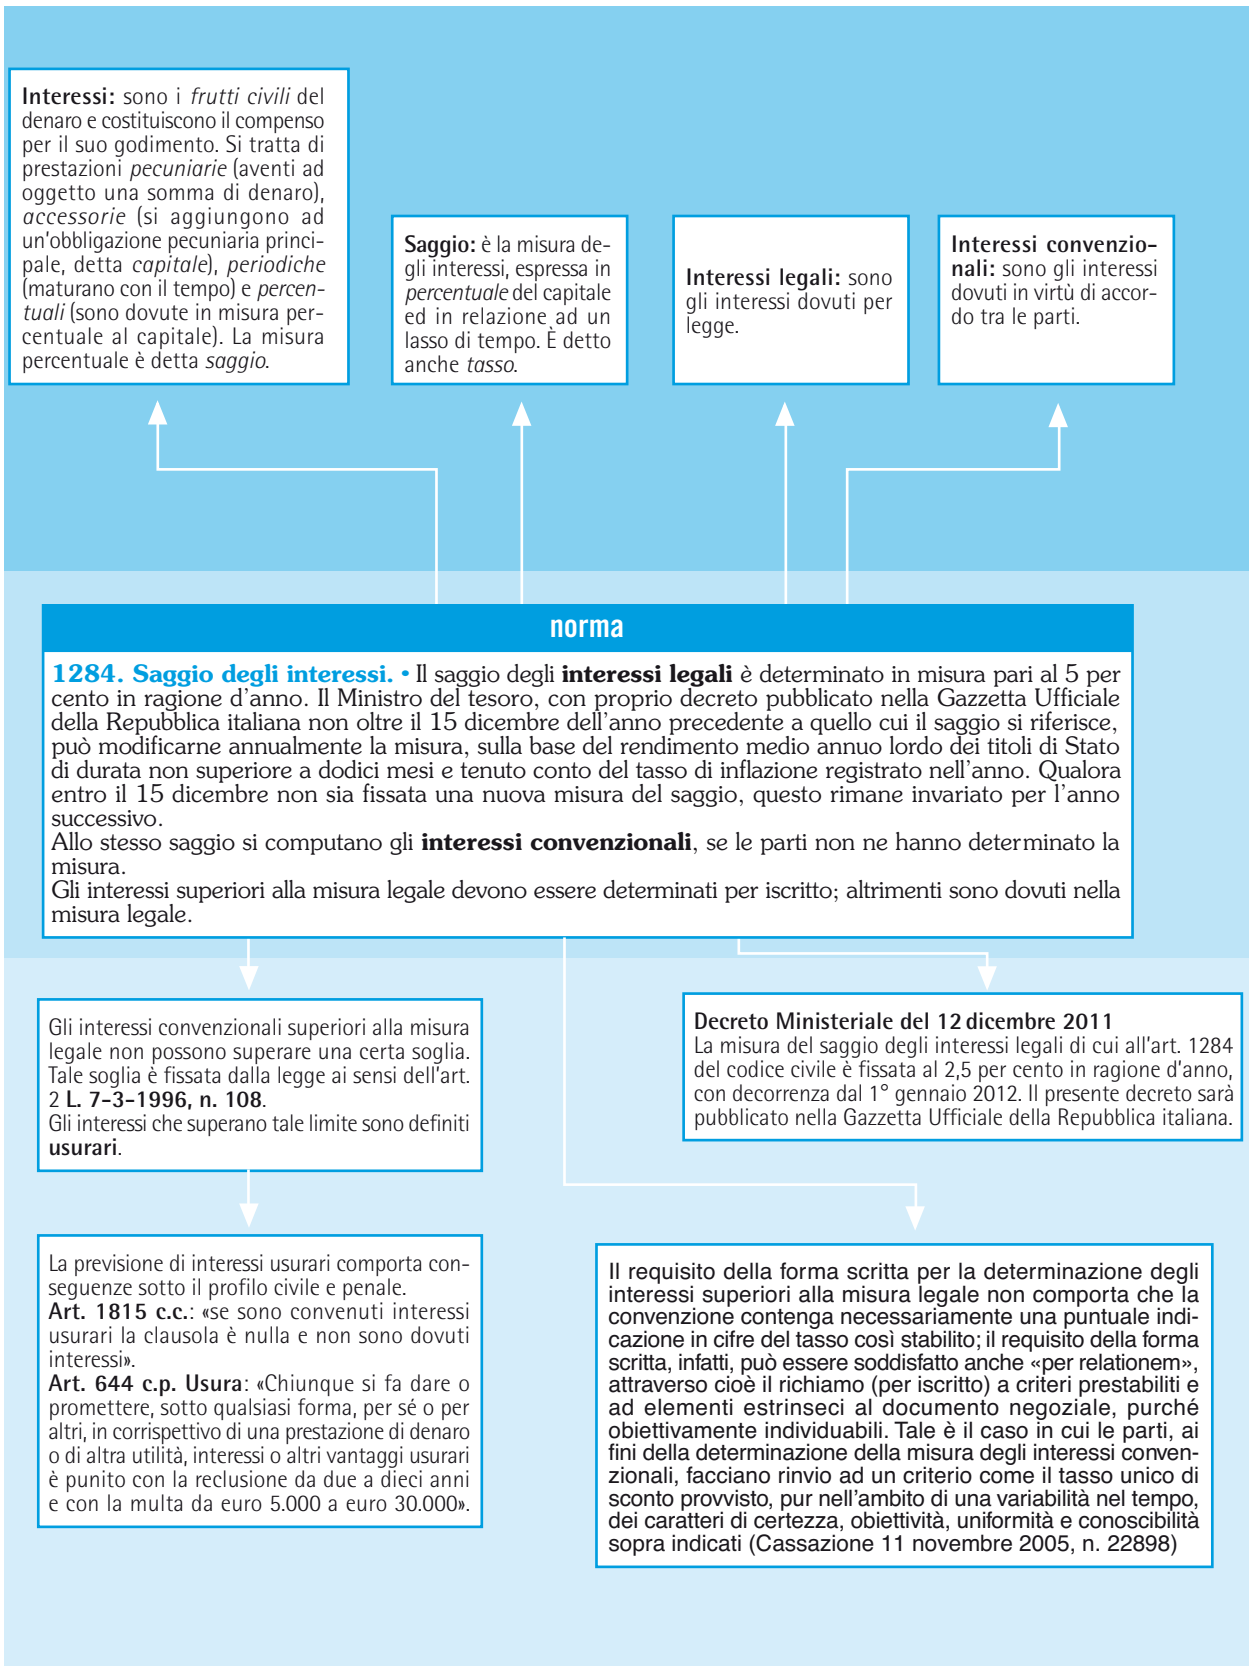 Interessi: sono i frutti civili del
denaro e costituiscono il compenso
per il suo godimento. Si tratta di
prestazioni pecuniarie (aventi ad
oggetto una somma di denaro),
accessorie (si aggiungono ad
un'obbligazione pecuniaria princi-
pale, detta capitale), periodiche
(maturano con il tempo) e percen-
tuali (sono dovute in misura per-
centuale al capitale). La misura
percentuale è detta saggio.
Saggio: è la misura de-
gli interessi, espressa in
percentuale del capitale
ed in relazione ad un
lasso di tempo. È detto
anche tasso.
Interessi legali: sono
gli interessi dovuti per
legge.
Interessi convenzio-
nali: sono gli interessi
dovuti in virtù di accor-
do tra le parti.
norma
1284. Saggio degli interessi. • Il saggio degli interessi legali è determinato in misura pari al 5 per
cento in ragione d'anno. Il Ministro del tesoro, con proprio decreto pubblicato nella Gazzetta Ufficiale
della Repubblica italiana non oltre il 15 dicembre dell'anno precedente a quello cui il saggio si riferisce,
può modificarne annualmente la misura, sulla base del rendimento medio annuo lordo dei titoli di Stato
di durata non superiore a dodici mesi e tenuto conto del tasso di inflazione registrato nell'anno. Qualora
entro il 15 dicembre non sia fissata una nuova misura del saggio, questo rimane invariato per l'anno
successivo.
Allo stesso saggio si computano gli interessi convenzionali, se le parti non ne hanno determinato la
misura.
Gli interessi superiori alla misura legale devono essere determinati per iscritto; altrimenti sono dovuti nella
misura legale.
Gli interessi convenzionali superiori alla misura
legale non possono superare una certa soglia.
Tale soglia è fissata dalla legge ai sensi dell'art.
2 L. 7-3-1996, n. 108.
Gli interessi che superano tale limite sono definiti
usurari.
Decreto Ministeriale del 12 dicembre 2011
La misura del saggio degli interessi legali di cui all'art. 1284
del codice civile è fissata al 2,5 per cento in ragione d'anno,
con decorrenza dal 1° gennaio 2012. Il presente decreto sarà
pubblicato nella Gazzetta Ufficiale della Repubblica italiana.
La previsione di interessi usurari comporta con-
seguenze sotto il profilo civile e penale.
Art. 1815 c.c.: «se sono convenuti interessi
usurari la clausola è nulla e non sono dovuti
interessi».
Art. 644 c.p. Usura: «Chiunque si fa dare o
promettere, sotto qualsiasi forma, per sé o per
altri, in corrispettivo di una prestazione di denaro
o di altra utilità, interessi o altri vantaggi usurari
è punito con la reclusione da due a dieci anni
e con la multa da euro 5.000 a euro 30.000».
Il requisito della forma scritta per la determinazione degli
interessi superiori alla misura legale non comporta che la
convenzione contenga necessariamente una puntuale indi-
cazione in cifre del tasso così stabilito; il requisito della forma
scritta, infatti, può essere soddisfatto anche «per relationem»,
attraverso cioè il richiamo (per iscritto) a criteri prestabiliti e
ad elementi estrinseci al documento negoziale, purché
obiettivamente individuabili. Tale è il caso in cui le parti, ai
fini della determinazione della misura degli interessi conven-
zionali, facciano rinvio ad un criterio come il tasso unico di
sconto provvisto, pur nell'ambito di una variabilità nel tempo,
dei caratteri di certezza, obiettività, uniformità e conoscibilità
sopra indicati (Cassazione 11 novembre 2005, n. 22898)